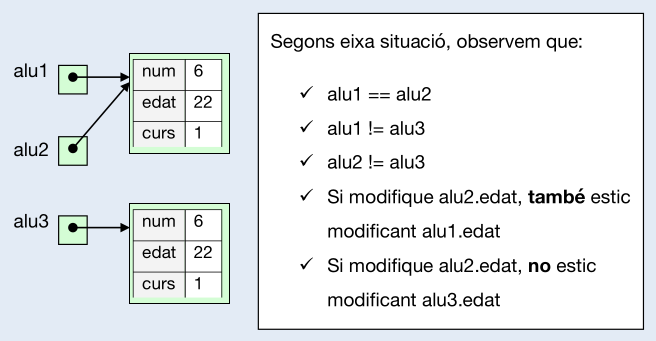 alu1
num 6
edat 22
curs 1
alu2
alu3
num 6
edat 22
curs 1
Segons eixa situació, observem que:
✓ alu1 == alu2
✓ alu1 != alu3
✓ alu2 != alu3
✓ Si modifique alu2.edat, també estic
modificant alu1.edat
✓ Si modifique alu2.edat, no estic
modificant alu3.edat